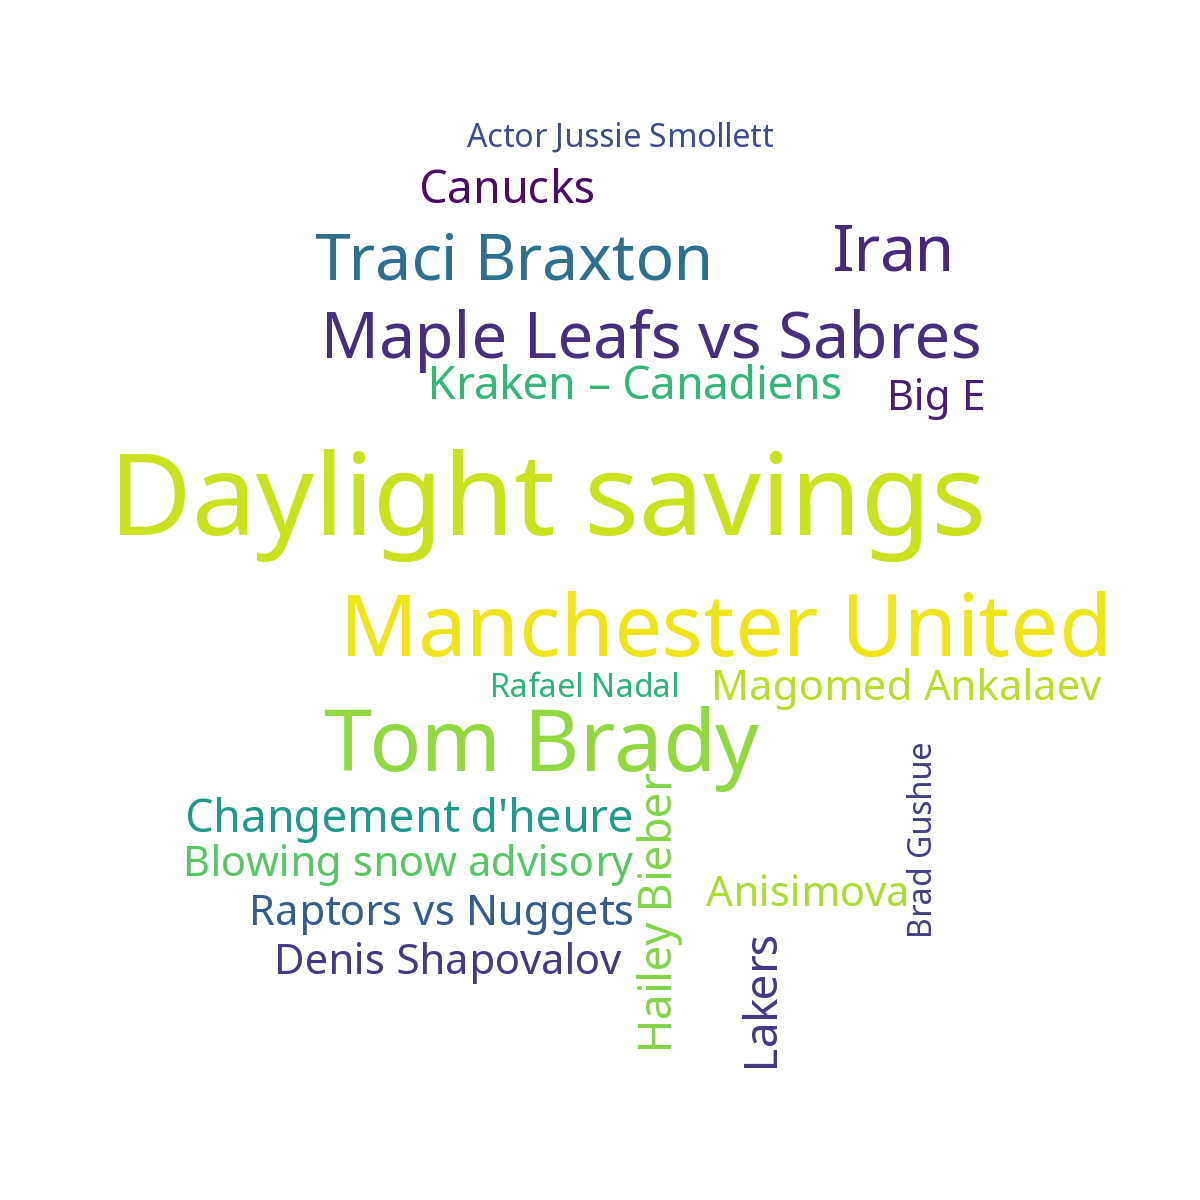 Actor Jussie Smollett
Canucks
Traci Braxton
Iran
Maple Leafs vs Sabres
Kraken – Canadiens
Big E
Daylight savings
Manchester United
Rafael Nadal
Magomed Ankalaev
Tom Brady
Changement d'heure
Blowing snow advisory
Raptors vs Nuggets
Denis Shapovalov
Hailey Bieber
Anisimova
Brad Gushue
Lakers